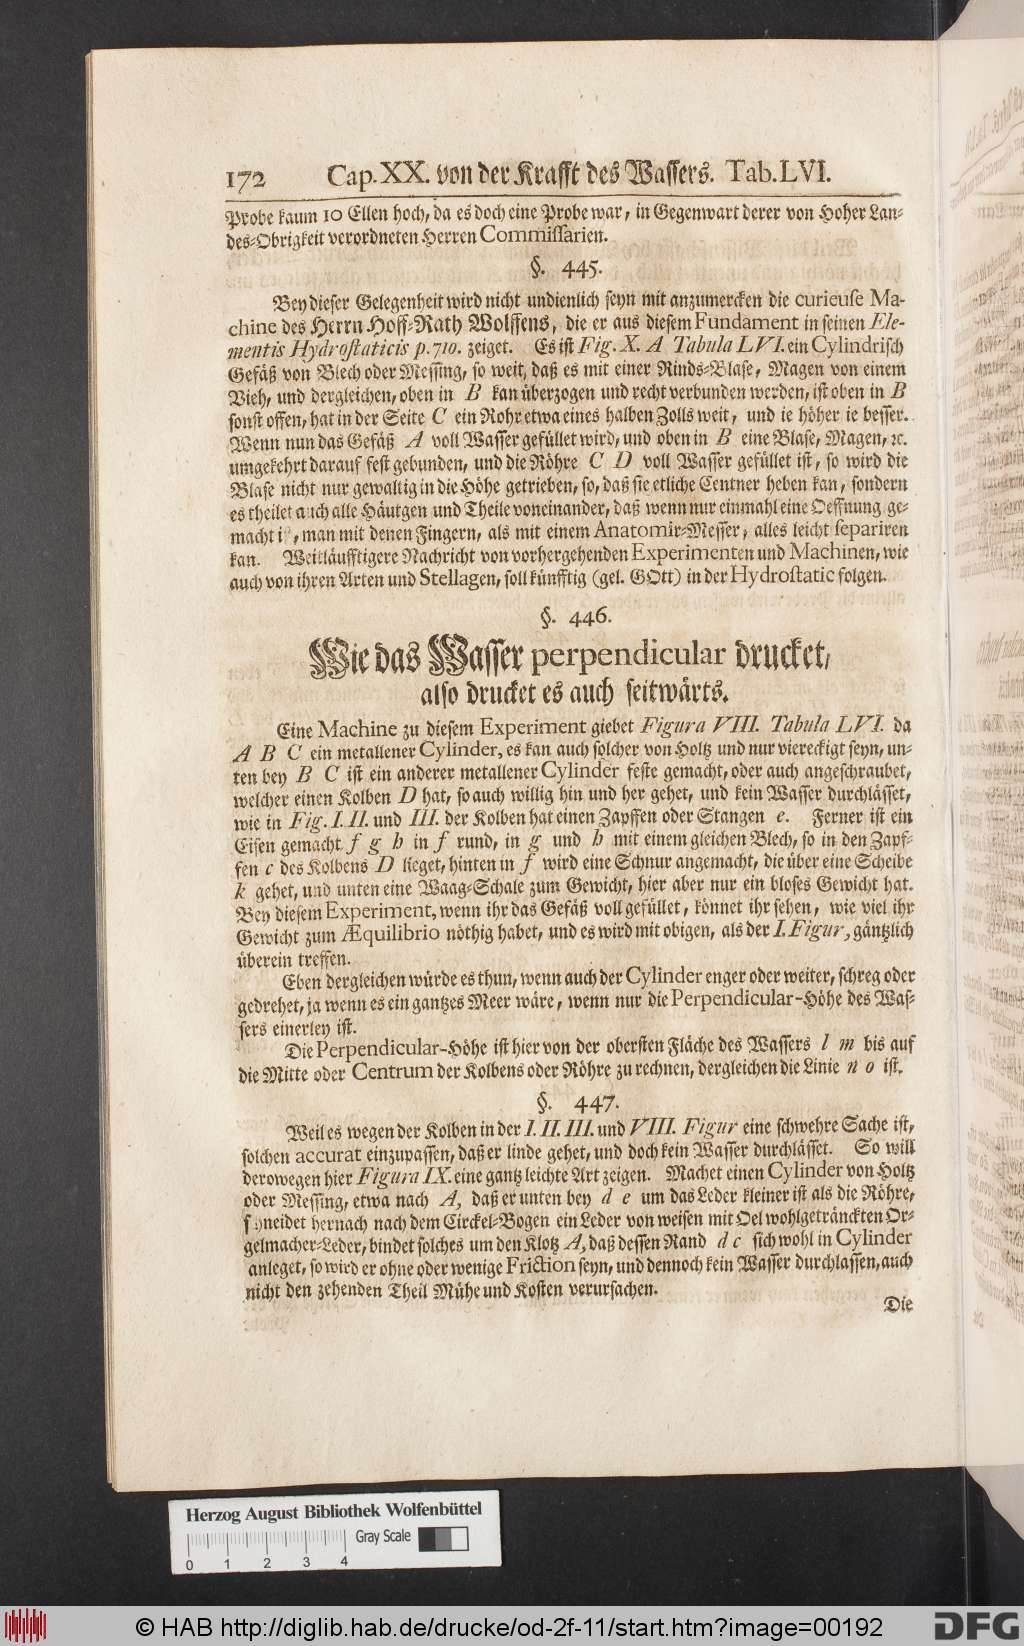 172 Cap. XX. von der Krafft des Wassers. Tab. LVI.
Probe kaum 10 Ellen hoch, da es doch eine Probe war, in Gegenwart derer von Hoher Lan-
des-Obrigkeit verordneten Herren Commissarien.
§. 445.
Bey dieser Gelegenheit wird nicht undienlich seyn mit anzumercken die curieuse Ma-
chine des Herrn Hoff-Rath Wolffens, die er aus diesem Fundament in seinen Ele-
mentis Hydrostaticis p. 710. zeiget. Es ist Fig. X. A Tabula LVI. ein Cylindrisch
Gefäß von Blech oder Messing, so weit, daß es mit einer Rinds-Blase, Magen von einem
Vieh, und dergleichen, oben in B kan überzogen und recht verbunden werden, ist oben in B
sonst offen, hat in der Seite C ein Rohr etwa eines halben Zolls weit, und ie höher ie besser.
Wenn nun das Gefäß A voll Wasser gefüllet wird, und oben in B eine Blase, Magen, ꝛc.
umgekehrt darauf fest gebunden, und die Röhre C D voll Wasser gefüllet ist, so wird die
Blase nicht nur gewaltig in die Höhe getrieben, so, daß sie etliche Centner heben kan, sondern
es theilet auch alle Häutgen und Theile voneinander, daß wenn nur einmahl eine Oeffnung ge-
macht i , man mit denen Fingern, als mit einem Anatomir-Messer, alles leicht separiren
kan. Weitläufftigere Nachricht von vorhergehenden Experimenten und Machinen, wie
auch von ihren Arten und Stellagen, soll künfftig (gel. GOtt) in der Hydrostatic folgen.
§. 446.
Wie das Wasser perpendicular drucket,
also drucket es auch seitwärts.
Eine Machine zu diesem Experiment giebet Figura VIII. Tabula LVI. da
A B C ein metallener Cylinder, es kan auch solcher von Holtz und nur viereckigt seyn, un-
ten bey B C ist ein anderer metallener Cylinder feste gemacht, oder auch angeschraubet,
welcher einen Kolben D hat, so auch willig hin und her gehet, und kein Wasser durchlässet,
wie in Fig. I. II. und III. der Kolben hat einen Zapffen oder Stangen e. Ferner ist ein
Eisen gemacht f g h in f rund, in g und h mit einem gleichen Blech, so in den Zapf-
fen c des Kolbens D lieget, hinten in f wird eine Schnur angemacht, die über eine Scheibe
k gehet, und unten eine Waag-Schale zum Gewicht, hier aber nur ein bloses Gewicht hat.
Bey diesem Experiment, wenn ihr das Gefäß voll gefüllet, könnet ihr sehen, wie viel ihr
Gewicht zum Æquilibrio nöthig habet, und es wird mit obigen, als der I. Figur, gäntzlich
überein treffen.
Eben dergleichen würde es thun, wenn auch der Cylinder enger oder weiter, schreg oder
gedrehet, ja wenn es ein gantzes Meer wäre, wenn nur die Perpendicular-Höhe des Was-
sers einerley ist.
Die Perpendicular-Höhe ist hier von der obersten Fläche des Wassers l m bis auf
die Mitte oder Centrum der Kolbens oder Röhre zu rechnen, dergleichen die Linie n o ist.
§. 447.
Weil es wegen der Kolben in der I. II. III. und VIII. Figur eine schwehre Sache ist,
solchen accurat einzupassen, daß er linde gehet, und doch kein Wasser durchlässet. So will
derowegen hier Figura IX. eine gantz leichte Art zeigen. Machet einen Cylinder von Holtz
oder Messing, etwa nach A, daß er unten bey d e um das Leder kleiner ist als die Röhre,
schneidet hernach nach dem Circkel-Bogen ein Leder von weisen mit Oel wohlgetränckten Or-
gelmacher-Leder, bindet solches um den Klotz A, daß dessen Rand d c sich wohl in Cylinder
anleget, so wird er ohne oder wenige Friction seyn, und dennoch kein Wasser durchlassen, auch
nicht den zehenden Theil Mühe und Kosten verursachen.
Die
Herzog August Bibliothek Wolfenbüttel
Gray Scale
0 1 2 3 4
© HAB http://diglib.hab.de/drucke/od-2f-11/start.htm?image=00192
DFG